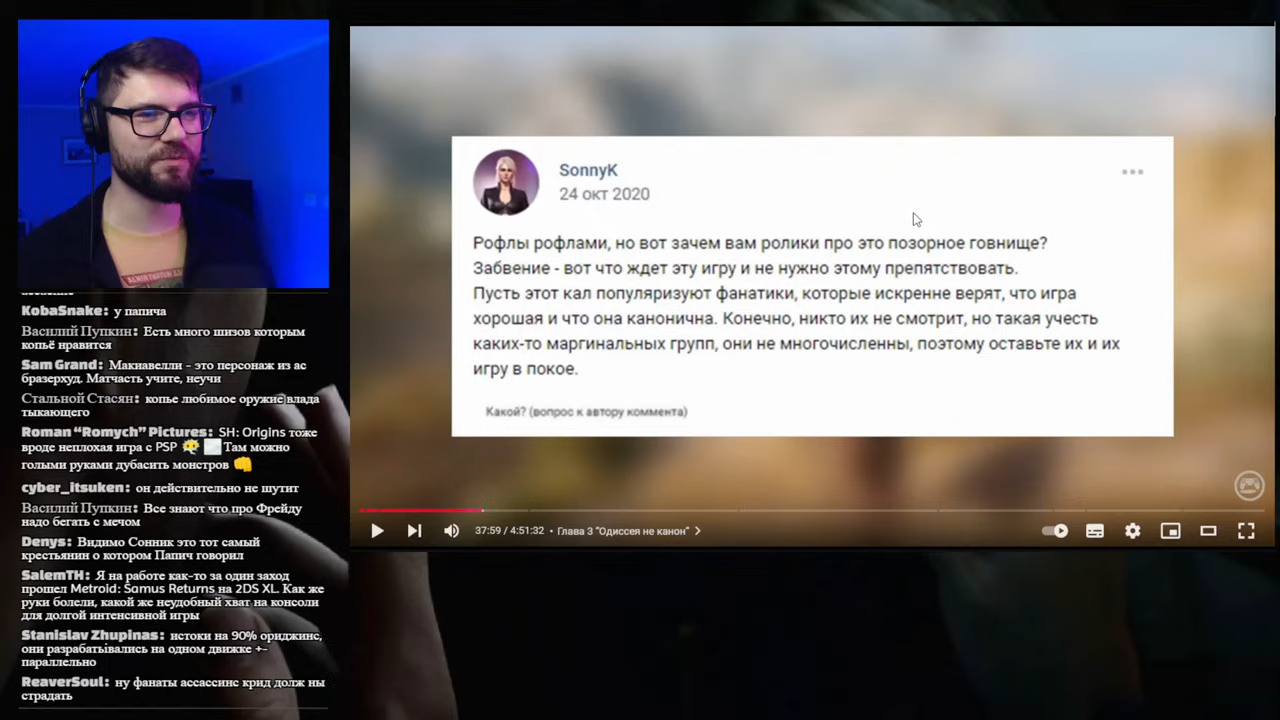 KobaSnake: у папича
Василий Пупкин: Есть много шизов которым
копьё нравится
Sam Grand: Макиавелли - это персонаж из ас
бразерхуд. Матчасть учите, неучи
Стальной Стасян: копье любимое оружие влада
тыкающего
Roman “Romych” Pictures: SH: Origins тоже
вроде неплохая игра с PSP Там можно
голыми руками дубасить монстров
cyber_itsuken: он действительно не шутит
Василий Пупкин: Все знают что про Фрейду
надо бегать с мечом
Denys: Видимо Сонник это тот самый
крестьянин о котором Папич говорил
SalemTH: Я на работе как-то за один заход
прошел Metroid: Samus Returns на 2DS XL. Как же
руки болели, какой же неудобный хват на консоли
для долгой интенсивной игры
Stanislav Zhupinas: истоки на 90% ориджинс,
они разрабатывались на одном движке +-
параллельно
ReaverSoul: ну фанаты ассассинс крид долж ны
страдать
SonnyK
24 окт 2020
Рофлы рофлами, но вот зачем вам ролики про это позорное говнище?
Забвение - вот что ждет эту игру и не нужно этому препятствовать.
Пусть этот кал популяризуют фанатики, которые искренне верят, что игра
хорошая и что она канонична. Конечно, никто их не смотрит, но такая учесть
каких-то маргинальных групп, они не многочисленны, поэтому оставьте их и их
игру в покое.
Какой? (вопрос к автору коммента)
37:59 / 4:51:32 • Глава 3 “Одиссея не канон”